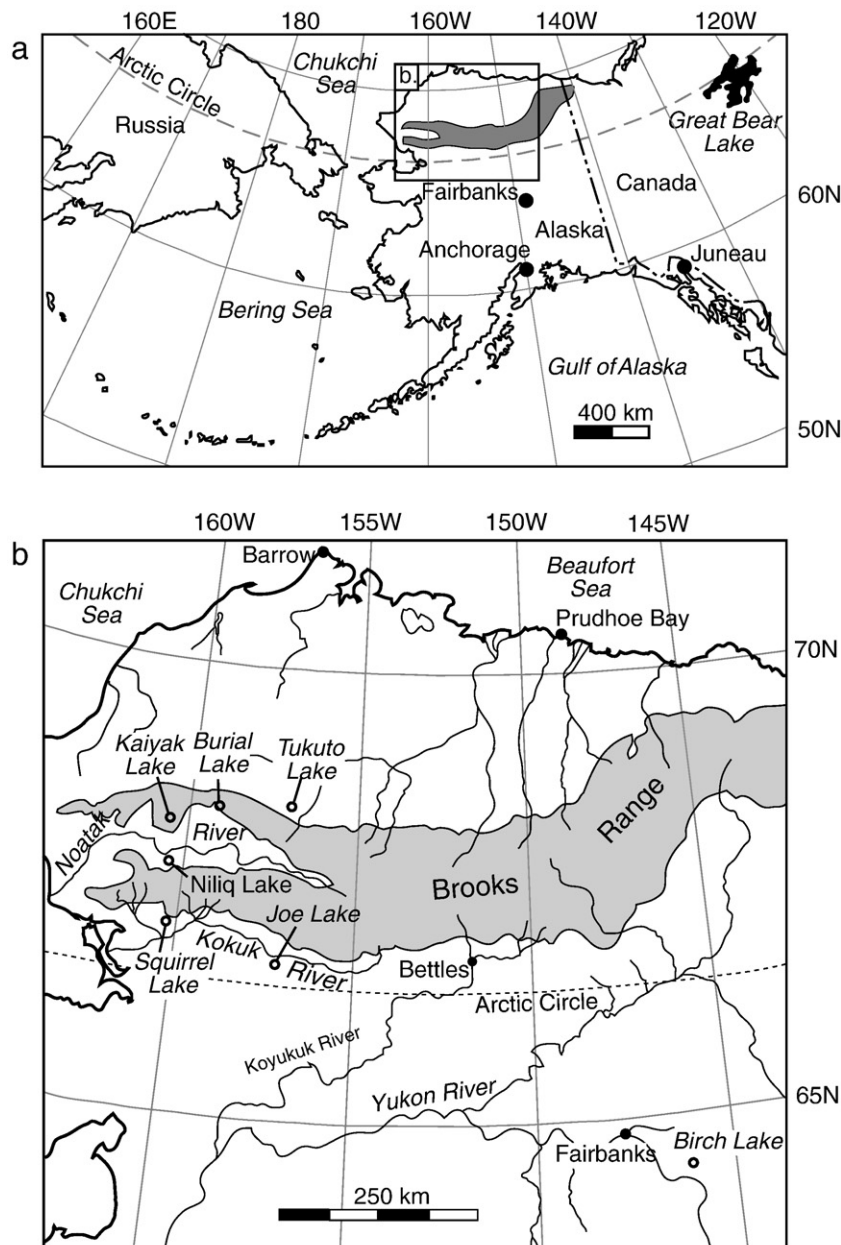 160E 180 160W 140W 120W
a
Chukchi
Sea
b.
Arctic Circle
Russia
Great Bear
Lake
Canada
60N
Fairbanks
Alaska
Anchorage
Juneau
Bering Sea
Gulf of Alaska
400 km
50N
160W 155W 150W 145W
b
Barrow
Beaufort
Sea
Chukchi
Sea
Prudhoe Bay
70N
Kaiyak
Lake
Burial
Lake
Tukuto
Lake
Noatak
River
Range
Brooks
Niliq Lake
Joe Lake
Kokuk
River
Squirrel
Lake
Bettles
Arctic Circle
Koyukuk River
Yukon River
65N
Fairbanks
Birch Lake
250 km